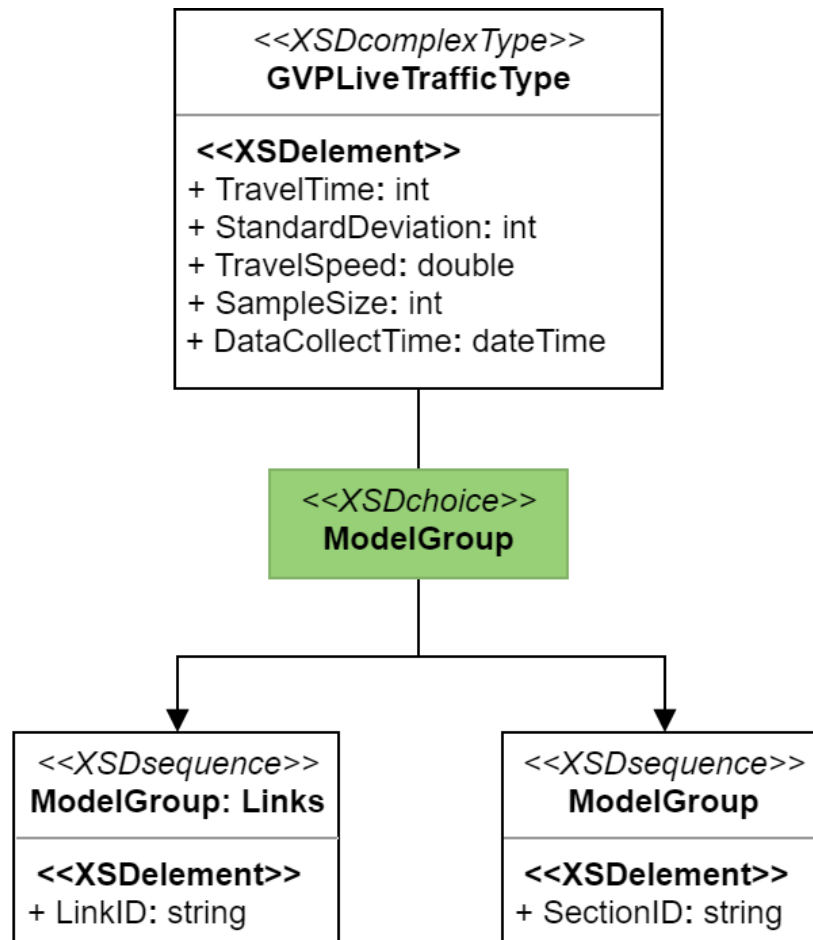 <<XSDcomplexType>>
GVPLiveTrafficType
<<XSDelement>>
+ TravelTime: int
+ StandardDeviation: int
+ TravelSpeed: double
+ SampleSize: int
+ DataCollectTime: dateTime
<<XSDchoice>>
ModelGroup
<<XSDsequence>>
ModelGroup: Links
<<XSDelement>>
+ LinkID: string
<<XSDsequence>>
ModelGroup
<<XSDelement>>
+ SectionID: string